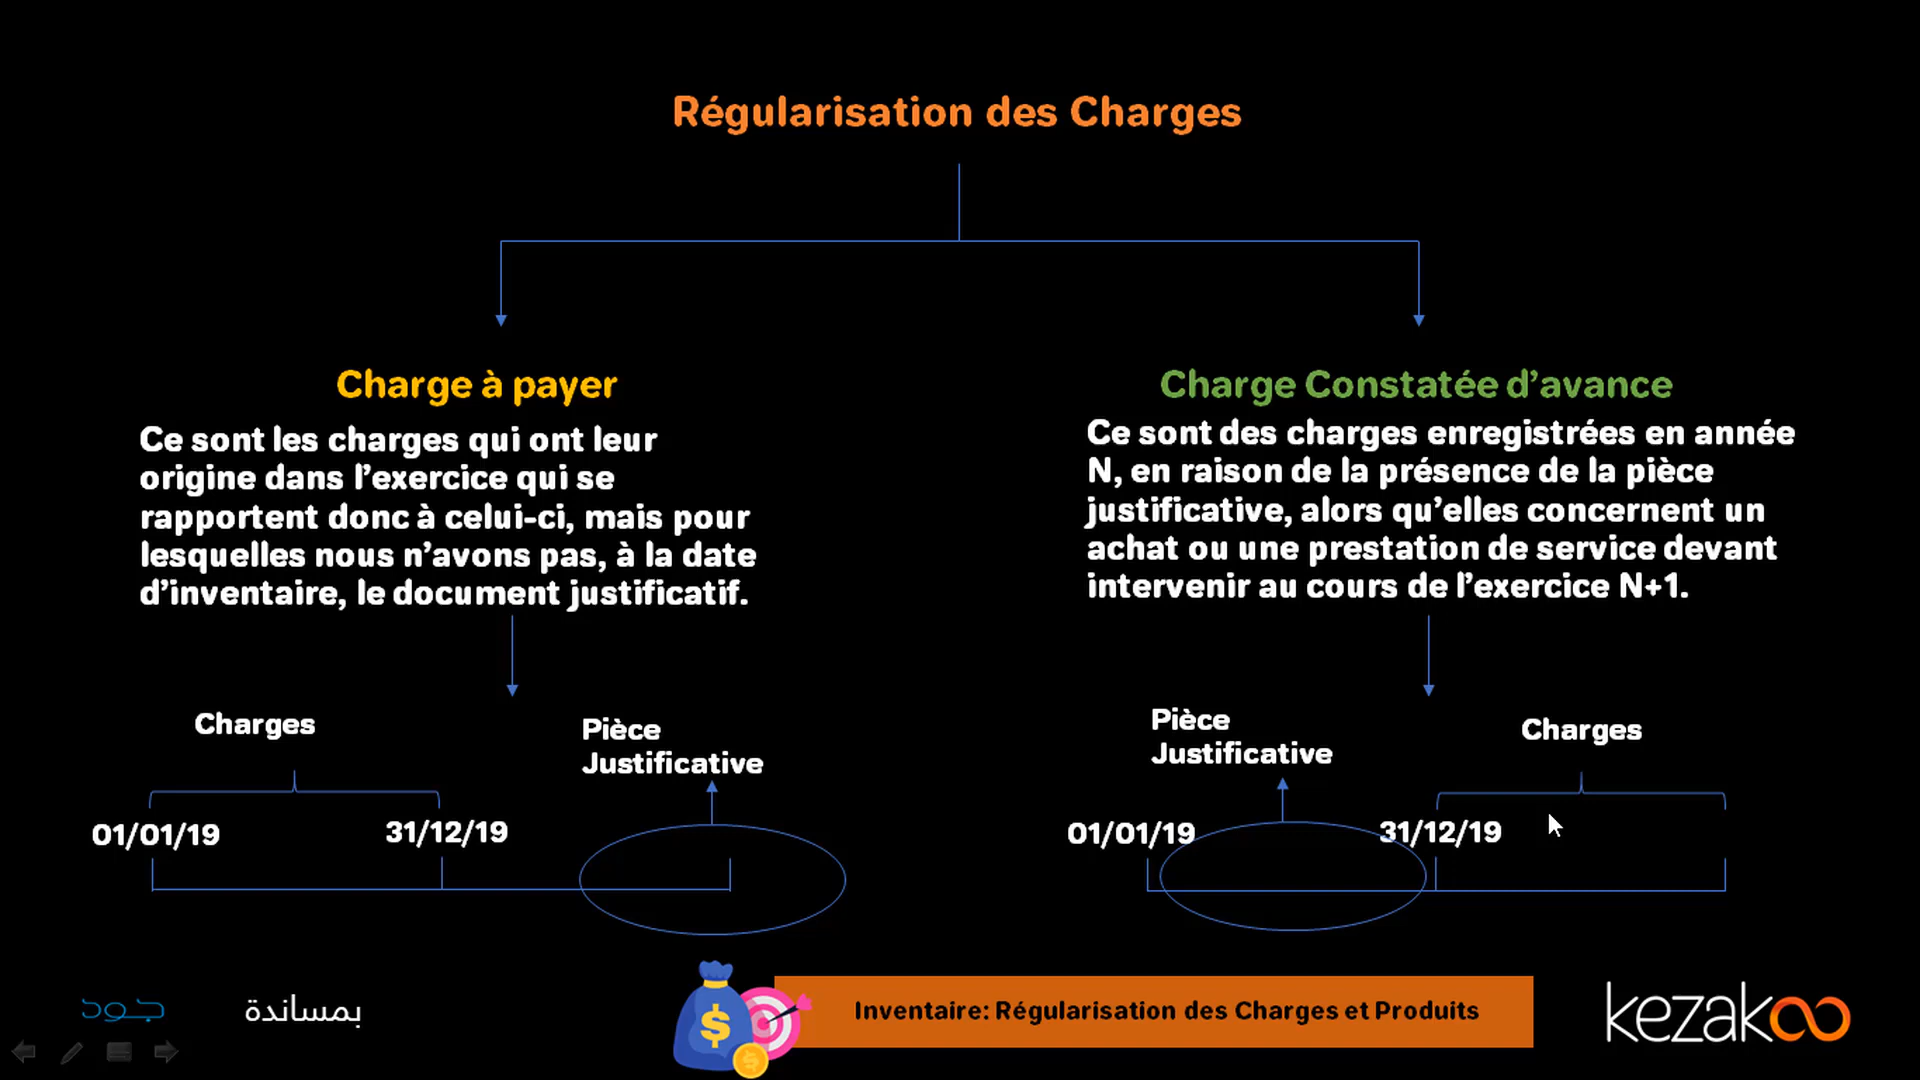 Régularisation des Charges
Charge à payer
Ce sont les charges qui ont leur
origine dans l’exercice qui se
rapportent donc à celui-ci, mais pour
lesquelles nous n’avons pas, à la date
d’inventaire, le document justificatif.
Charges
Pièce
Justificative
01/01/19
31/12/19
Charge Constatée d’avance
Ce sont des charges enregistrées en année
N, en raison de la présence de la pièce
justificative, alors qu’elles concernent un
achat ou une prestation de service devant
intervenir au cours de l’exercice N+1.
Pièce
Justificative
Charges
01/01/19
31/12/19
جود
بمساندة
Inventaire: Régularisation des Charges et Produits
kezakoo